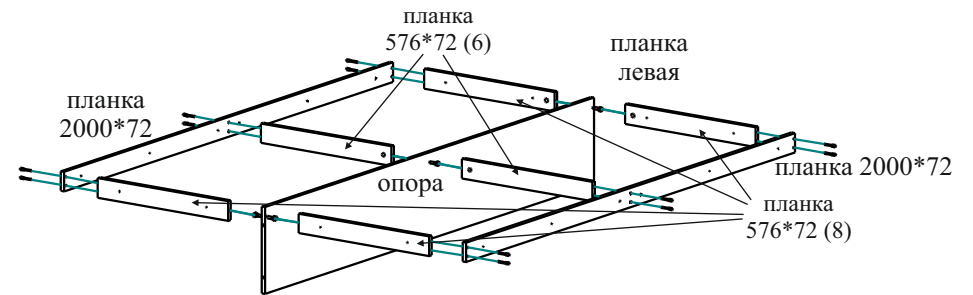 планка
576*72 (6)
планка
левая
планка
2000*72
опора
планка 2000*72
планка
576*72 (8)